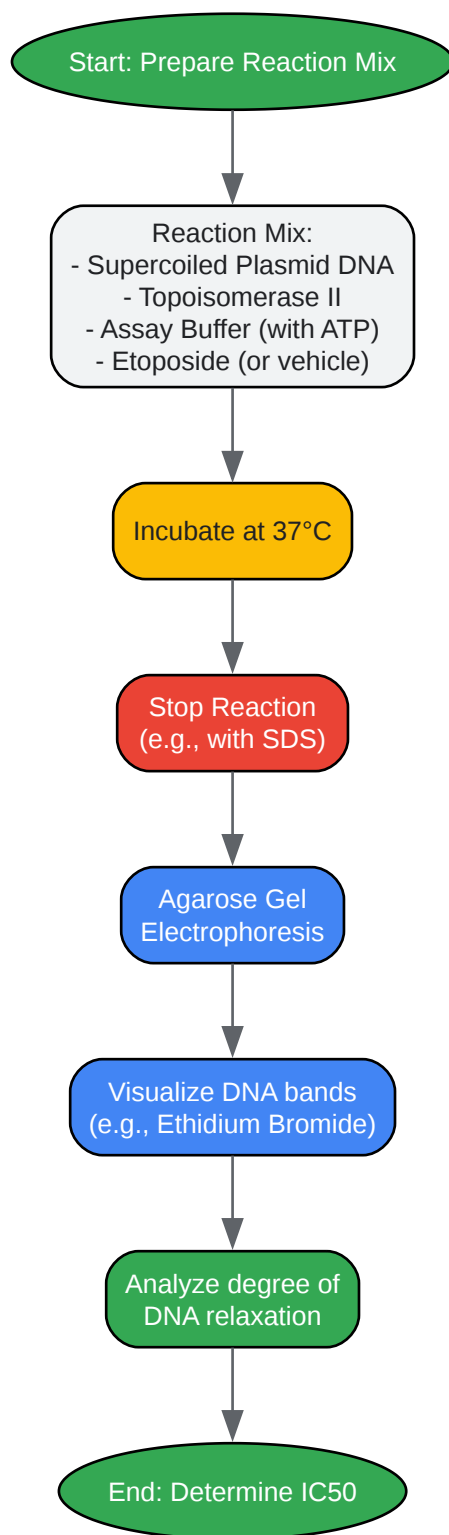 Start: Prepare Reaction Mix
Reaction Mix:
- Supercoiled Plasmid DNA
- Topoisomerase II
- Assay Buffer (with ATP)
- Etoposide (or vehicle)
Incubate at 37°C
Stop Reaction
(e.g., with SDS)
Agarose Gel
Electrophoresis
Visualize DNA bands
(e.g., Ethidium Bromide)
Analyze degree of
DNA relaxation
End: Determine IC50